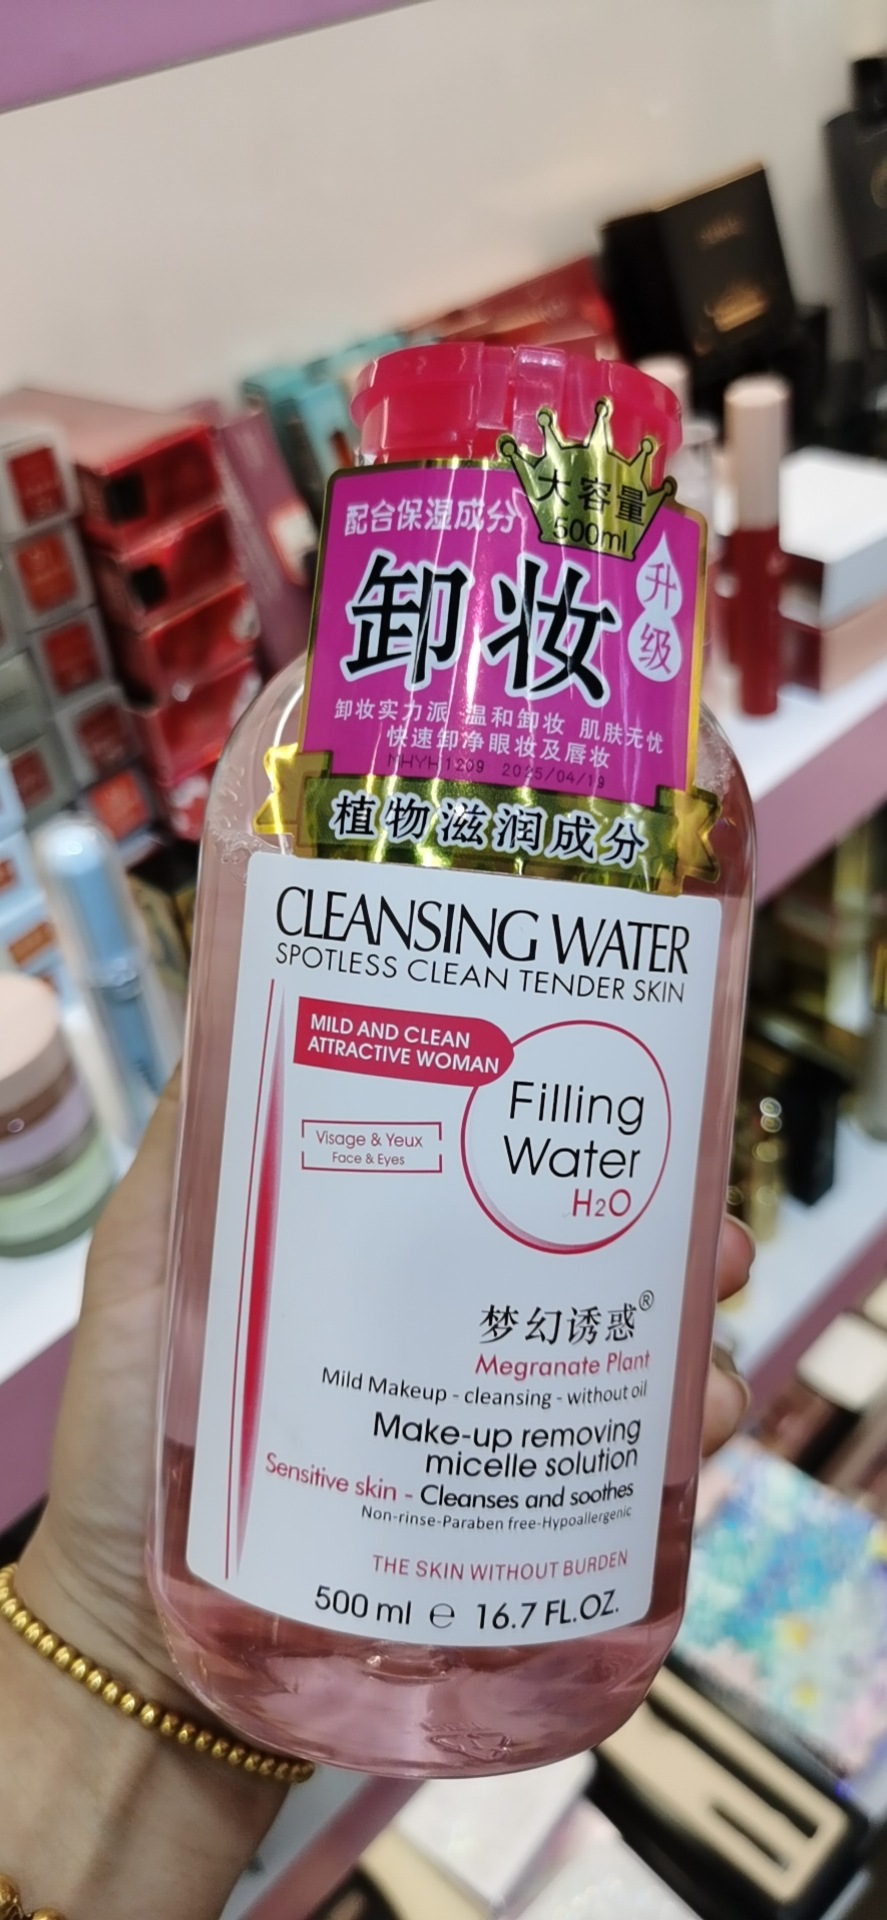 大容量
500ml
配合保湿成分
卸妆
升级
卸妆实力派 温和卸妆 肌肤无忧
快速卸净眼妆及唇妆
MHYH1209 2025/04/19
植物滋润成分
CLEANSING WATER
SPOTLESS CLEAN TENDER SKIN
MILD AND CLEAN
ATTRACTIVE WOMAN
Visage & Yeux
Face & Eyes
Filling
Water
H2O
梦幻诱惑®
Megranate Plant
Mild Makeup - cleansing - without oil
Make-up removing
micelle solution
Sensitive skin - Cleanses and soothes
Non-rinse-Paraben free-Hypoallergenic
THE SKIN WITHOUT BURDEN
500 ml ℮ 16.7 FL.OZ.